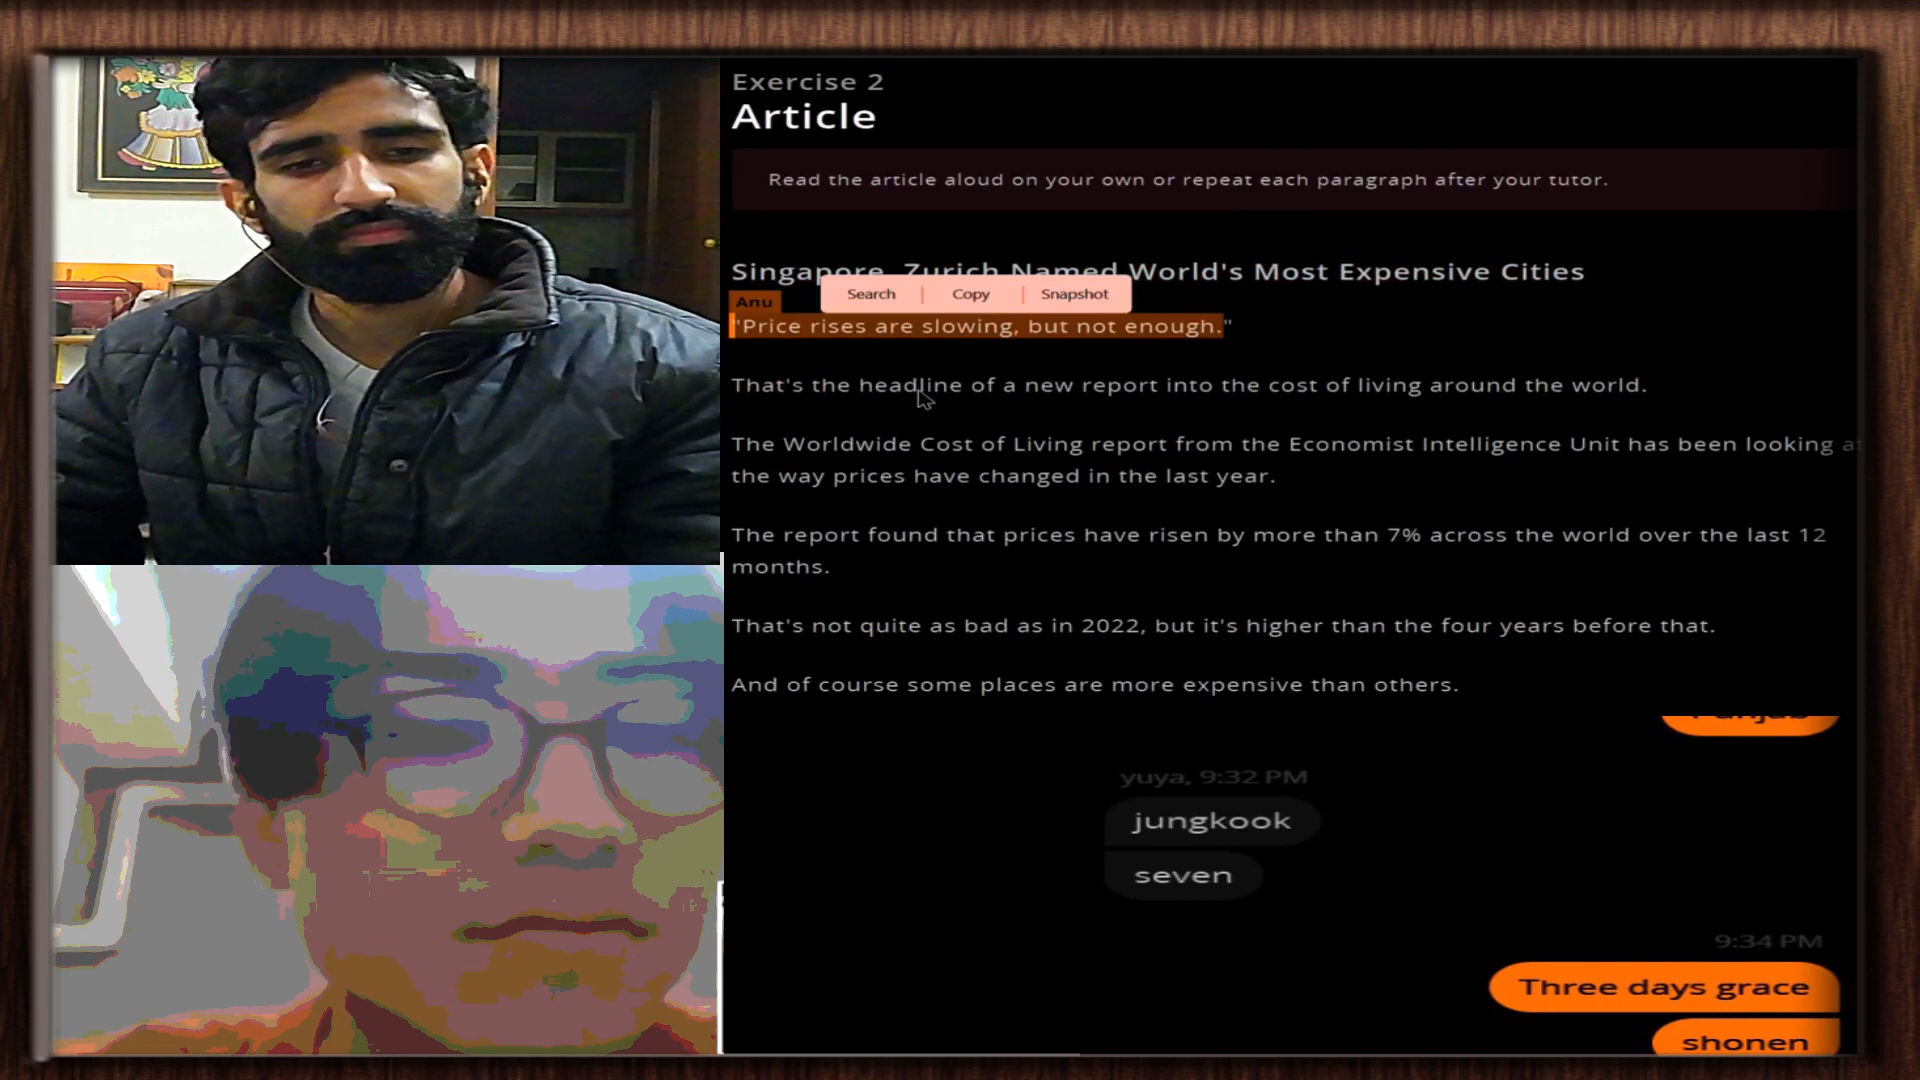 Exercise 2
Article
Read the article aloud on your own or repeat each paragraph after your tutor.
Singapore, Zurich Named World's Most Expensive Cities
Search
Copy
Snapshot
Anu
"Price rises are slowing, but not enough."
That's the headline of a new report into the cost of living around the world.
The Worldwide Cost of Living report from the Economist Intelligence Unit has been looking at
the way prices have changed in the last year.
The report found that prices have risen by more than 7% across the world over the last 12
months.
That's not quite as bad as in 2022, but it's higher than the four years before that.
And of course some places are more expensive than others.
Punjab
yuya, 9:32 PM
jungkook
seven
9:34 PM
Three days grace
shonen